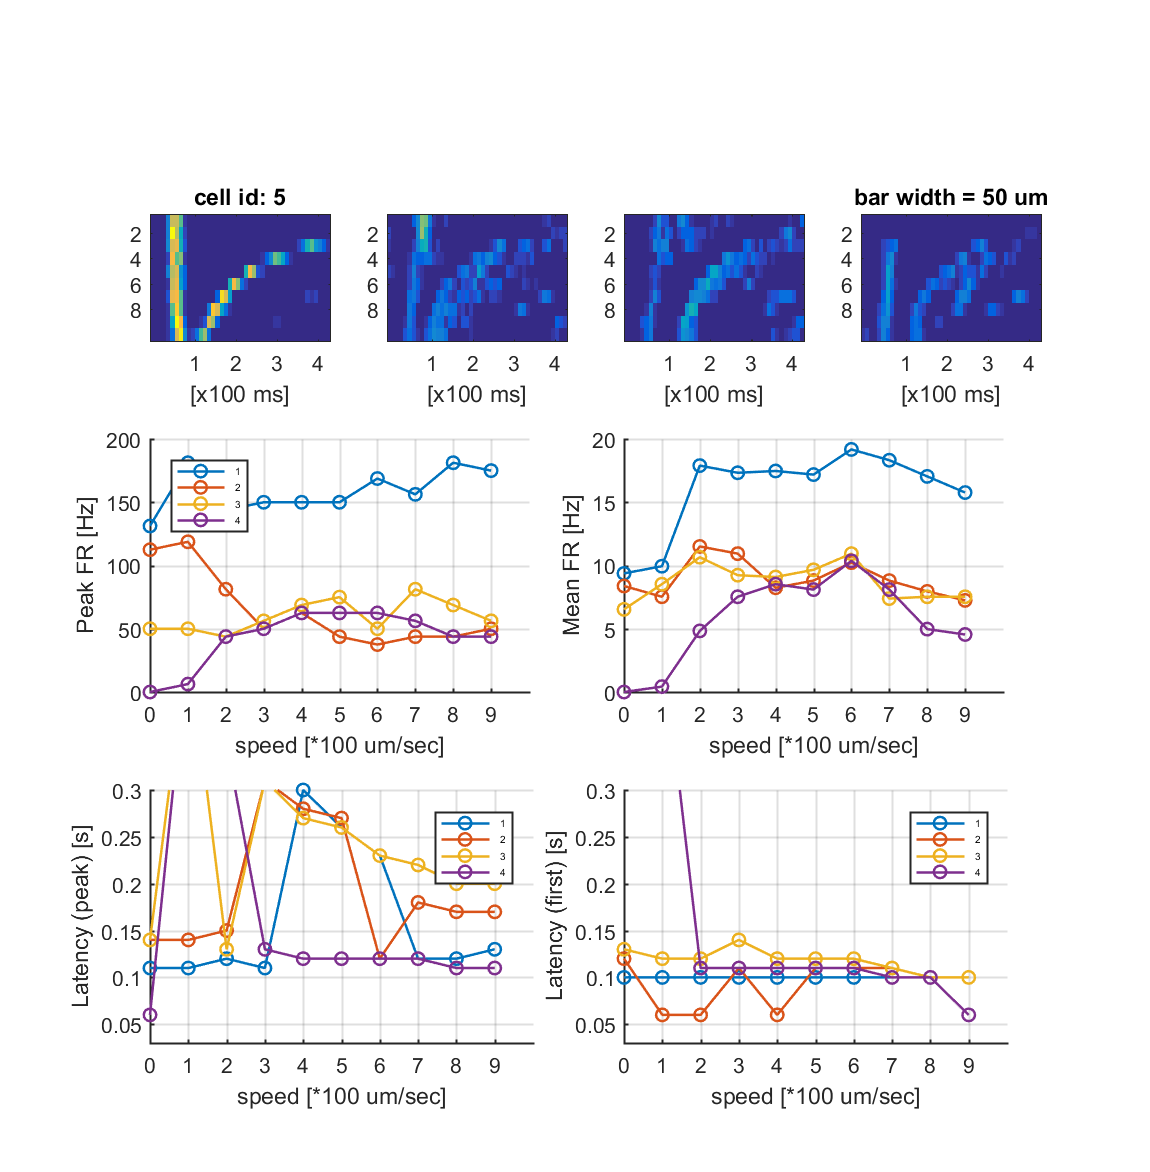 cell id: 5
bar width = 50 um
2
4
6
8
1 2 3 4
[x100 ms]
2
4
6
8
1 2 3 4
[x100 ms]
2
4
6
8
1 2 3 4
[x100 ms]
2
4
6
8
1 2 3 4
[x100 ms]
Peak FR [Hz]
200
150
100
50
0
1
2
3
4
0 1 2 3 4 5 6 7 8 9
speed [*100 um/sec]
Mean FR [Hz]
20
15
10
5
0
0 1 2 3 4 5 6 7 8 9
speed [*100 um/sec]
Latency (peak) [s]
0.3
0.25
0.2
0.15
0.1
0.05
1
2
3
4
0 1 2 3 4 5 6 7 8 9
speed [*100 um/sec]
Latency (first) [s]
0.3
0.25
0.2
0.15
0.1
0.05
1
2
3
4
0 1 2 3 4 5 6 7 8 9
speed [*100 um/sec]